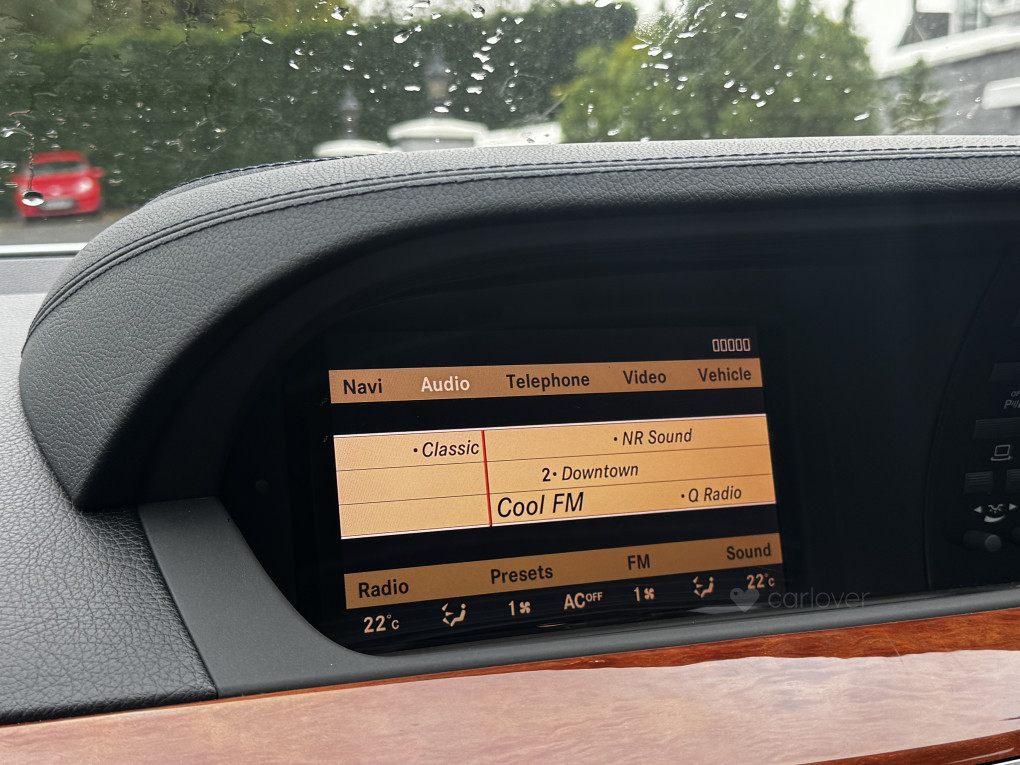 Navi Audio Telephone Video Vehicle
• Classic • NR Sound
2• Downtown
Cool FM • Q Radio
Radio Presets FM Sound
22°C 1 AC OFF 1 22°C
carlover